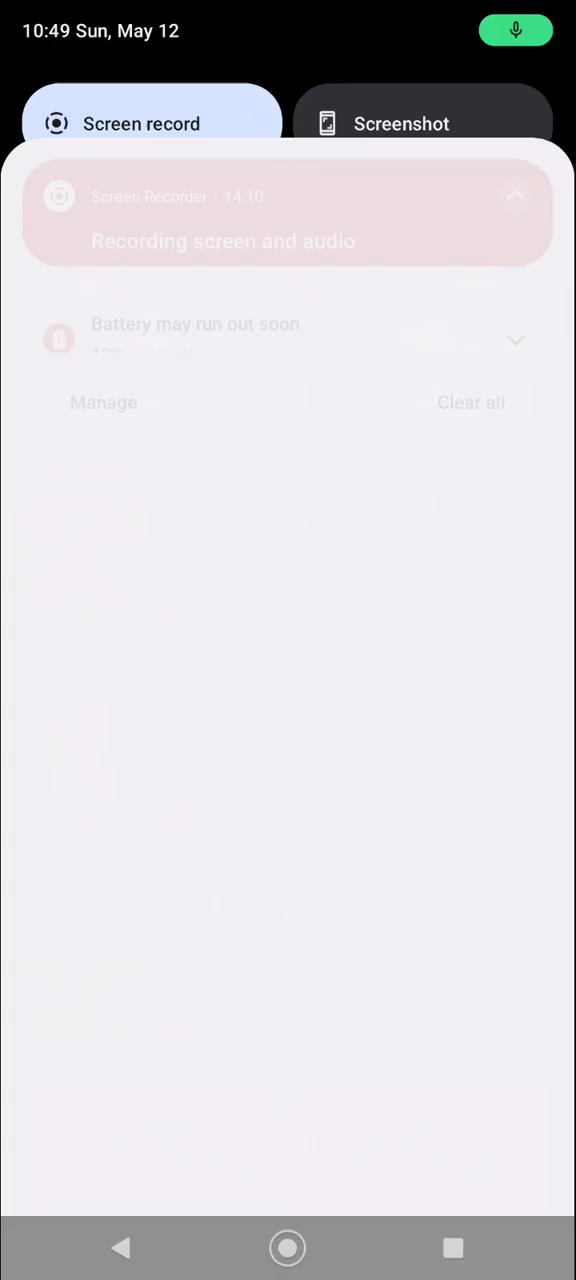 10:49 Sun, May 12
Screen record
Screenshot
Screen Recorder • 14:10
Recording screen and audio
Battery may run out soon
Manage
Clear all